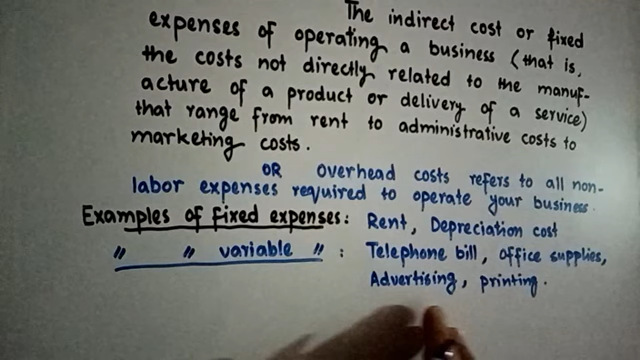 The indirect cost or fixed
expenses of operating a business (that is,
the costs not directly related to the manuf-
acture of a product or delivery of a service)
that range from rent to administrative costs to
marketing costs.
OR overhead costs refers to all non-
labor expenses required to operate your business.
Examples of fixed expenses: Rent, Depreciation cost
" " variable " : Telephone bill, office supplies,
Advertising, printing.